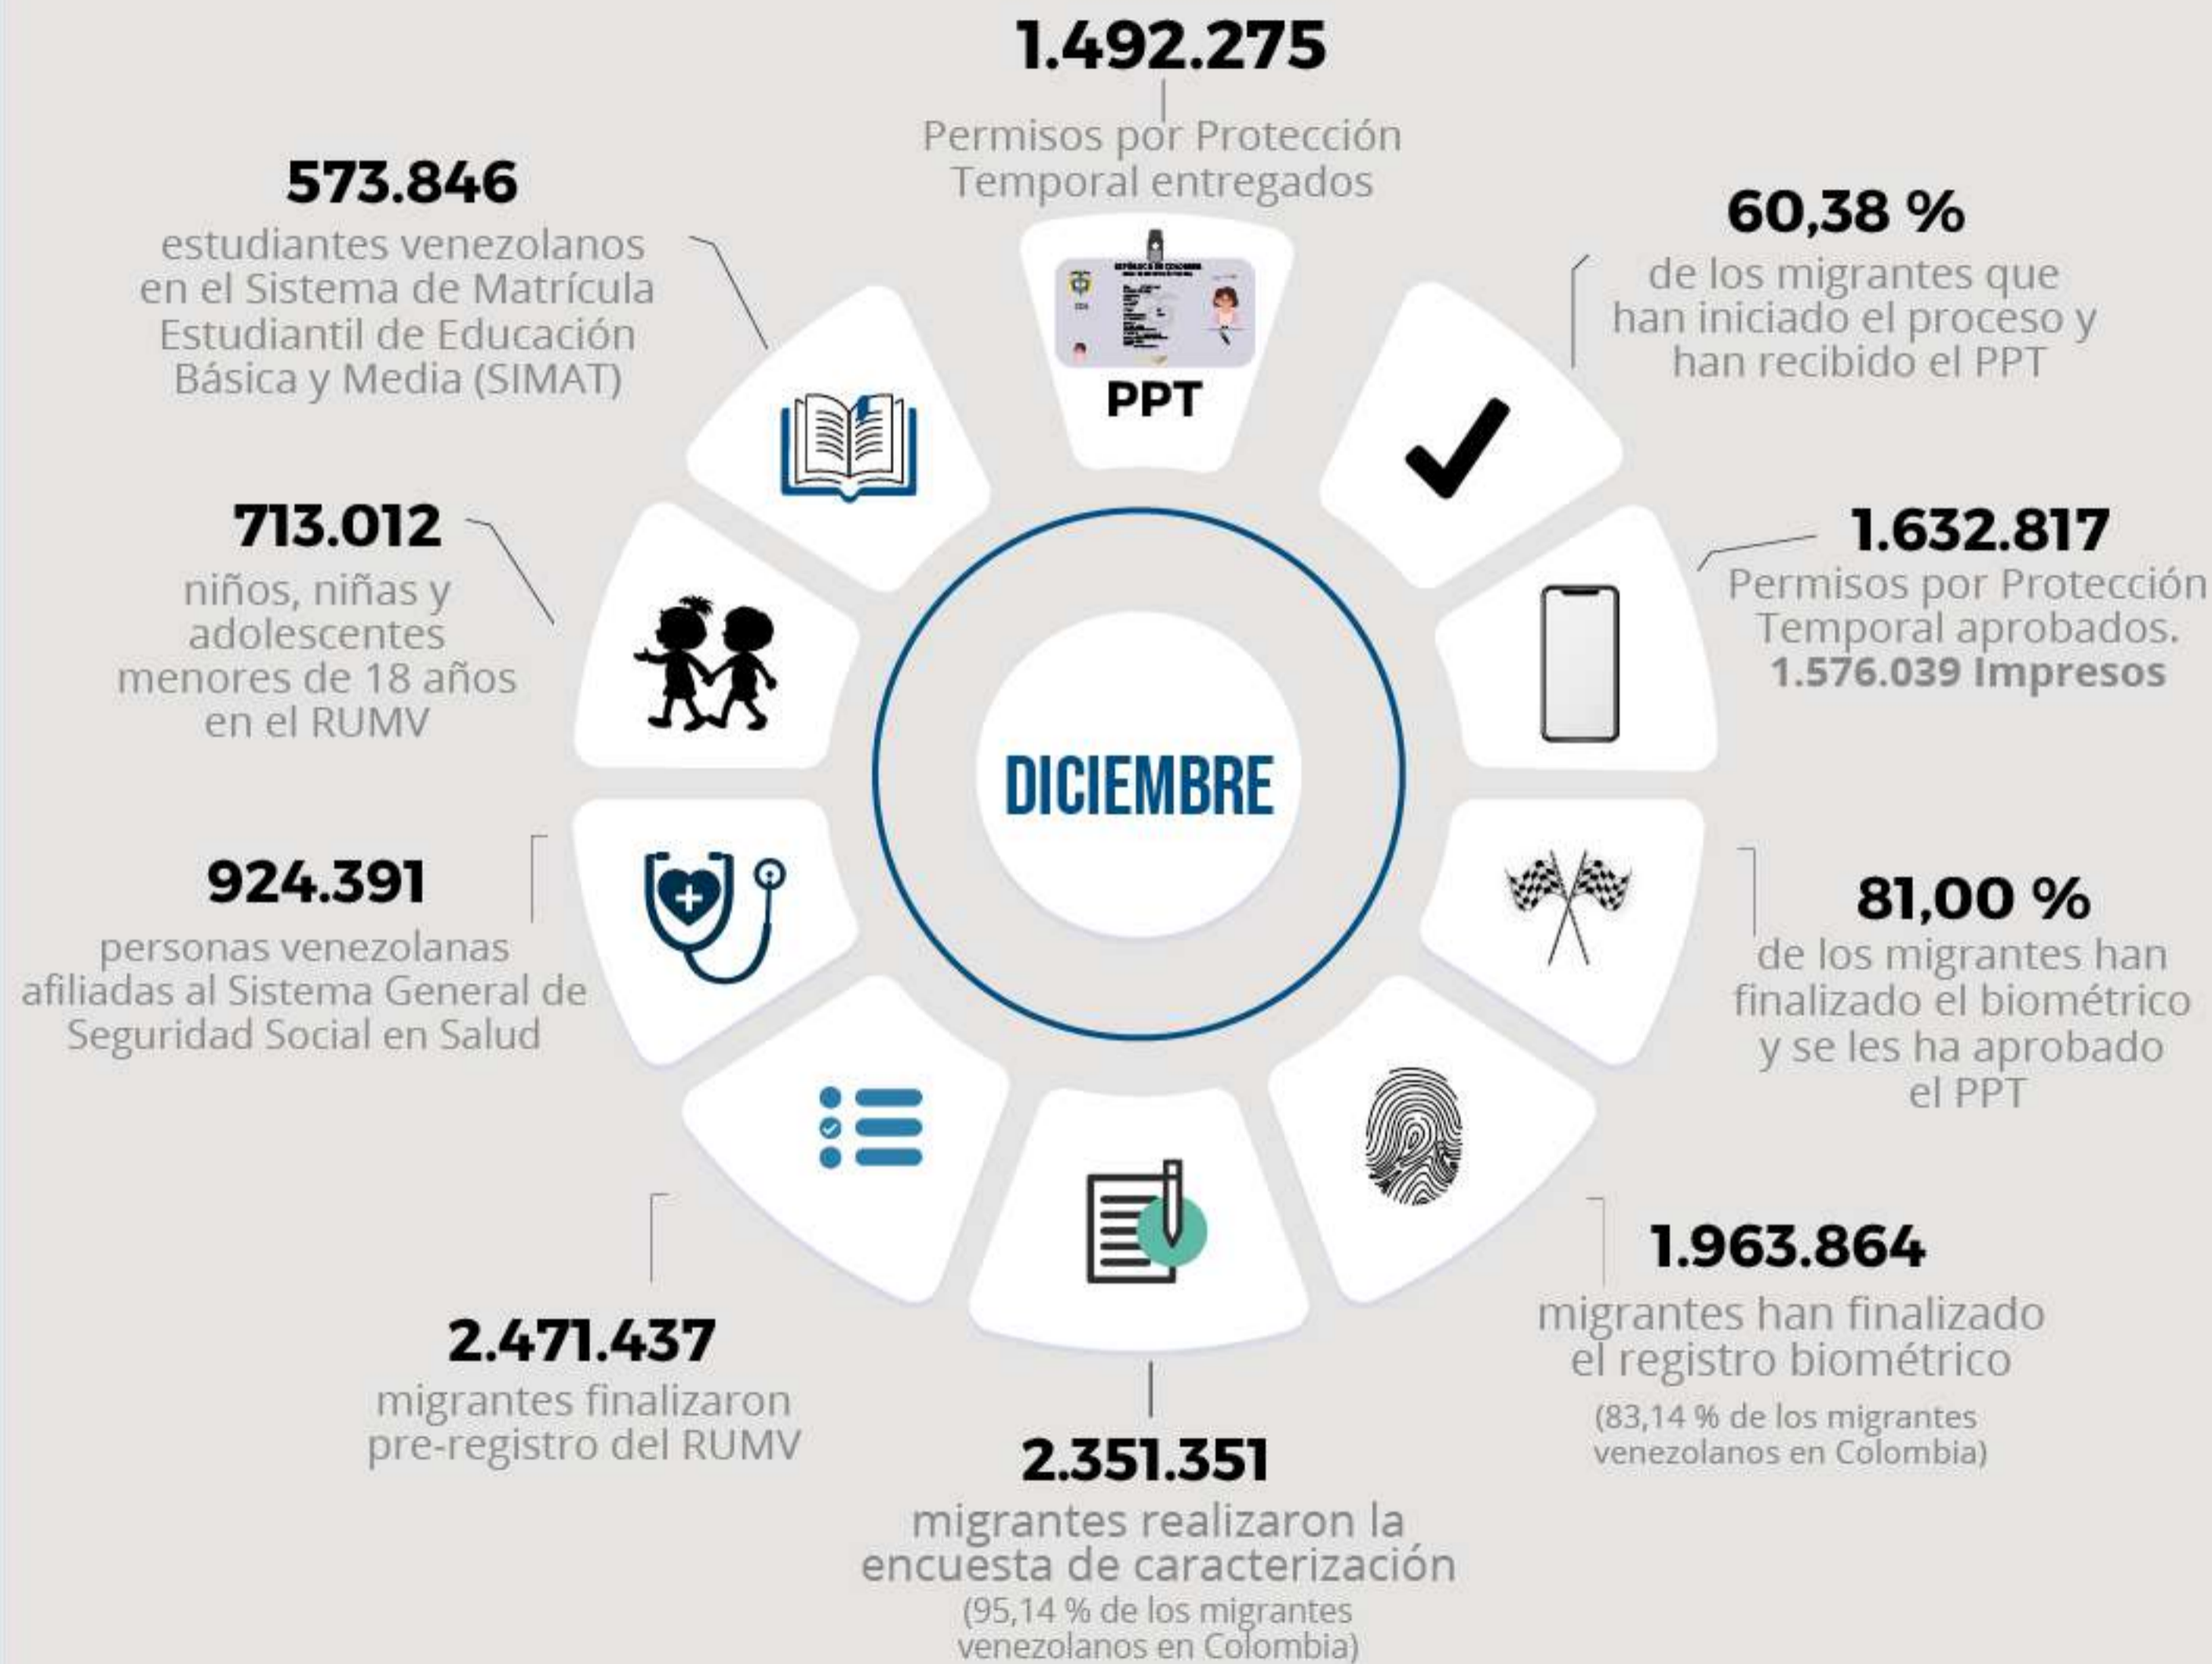 1.492.275
Permisos por Protección
Temporal entregados
PPT
60,38 %
de los migrantes que
han iniciado el proceso y
han recibido el PPT
1.632.817
Permisos por Protección
Temporal aprobados.
1.576.039 Impresos
81,00 %
de los migrantes han
finalizado el biométrico
y se les ha aprobado
el PPT
1.963.864
migrantes han finalizado
el registro biométrico
(83,14 % de los migrantes
venezolanos en Colombia)
2.351.351
migrantes realizaron la
encuesta de caracterización
(95,14 % de los migrantes
venezolanos en Colombia)
2.471.437
migrantes finalizaron
pre-registro del RUMV
924.391
personas venezolanas
afiliadas al Sistema General de
Seguridad Social en Salud
713.012
niños, niñas y
adolescentes
menores de 18 años
en el RUMV
573.846
estudiantes venezolanos
en el Sistema de Matrícula
Estudiantil de Educación
Básica y Media (SIMAT)
DICIEMBRE